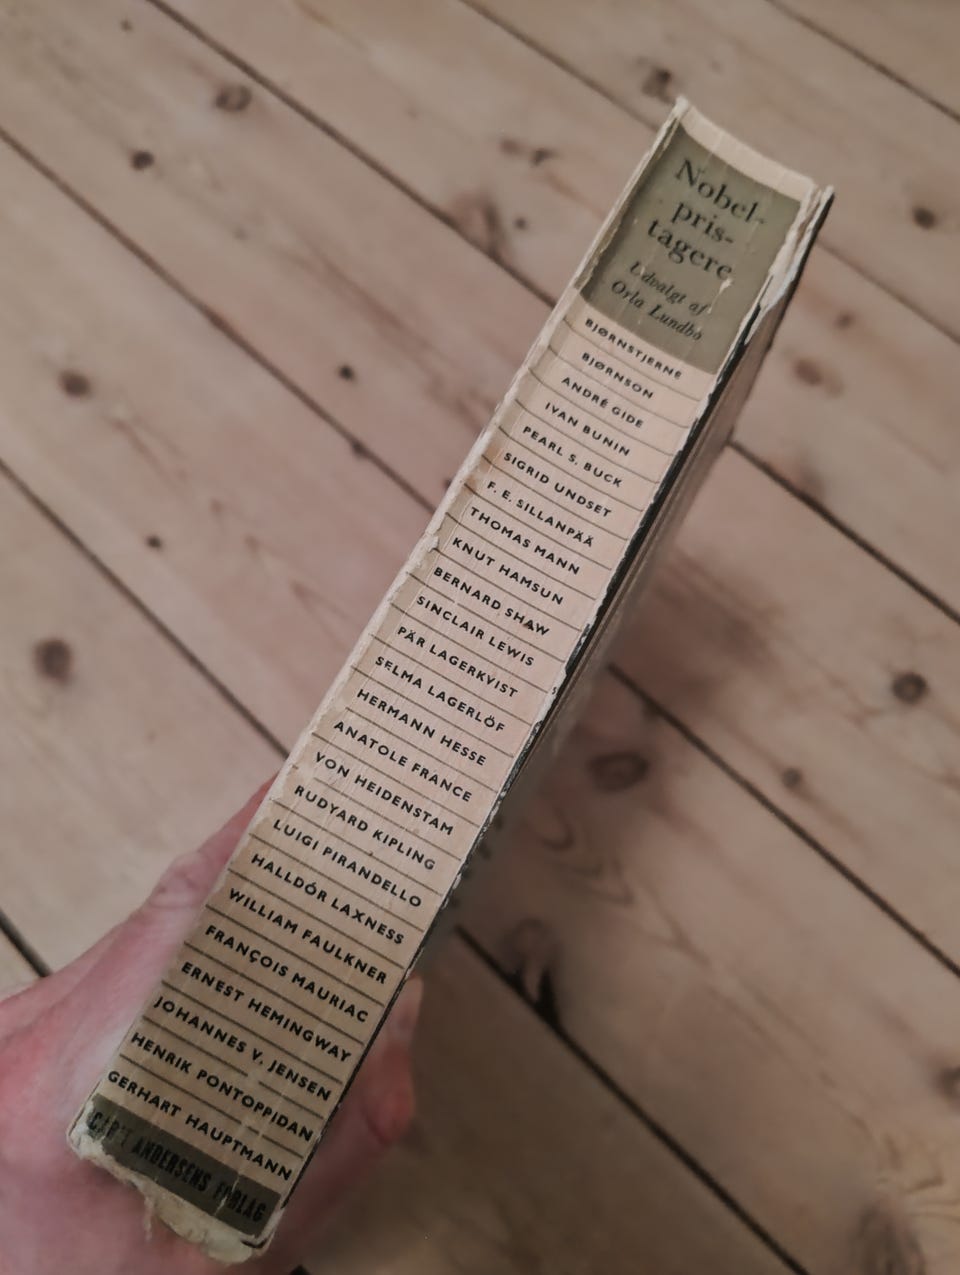 Nobel-
pris-
tagere
Udvalgt af
Orla Lundbo
BJØRNSTJERNE
BJØRNSON
ANDRÉ GIDE
IVAN BUNIN
PEARL S. BUCK
SIGRID UNDSET
F. E. SILLANPÄÄ
THOMAS MANN
KNUT HAMSUN
BERNARD SHAW
SINCLAIR LEWIS
PÄR LAGERKVIST
SELMA LAGERLÖF
HERMANN HESSE
ANATOLE FRANCE
VON HEIDENSTAM
RUDYARD KIPLING
LUIGI PIRANDELLO
HALLDÓR LAXNESS
WILLIAM FAULKNER
FRANÇOIS MAURIAC
ERNEST HEMINGWAY
JOHANNES V. JENSEN
HENRIK PONTOPPIDAN
GERHART HAUPTMANN
CARIT ANDERSENS FORLAG